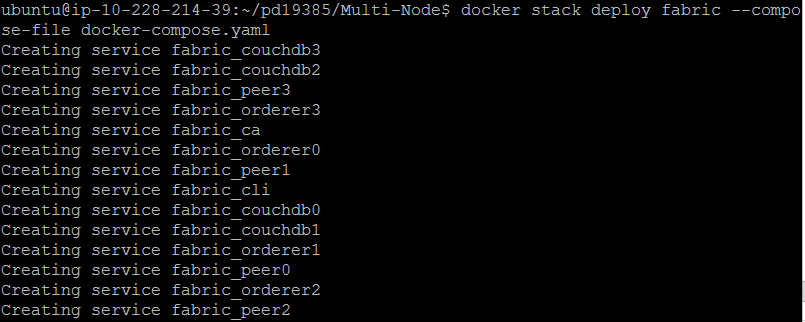 ubuntu@ip-10-228-214-39:~/pd19385/Multi-Node$ docker stack deploy fabric --compo
se-file docker-compose.yaml
Creating service fabric_couchdb3
Creating service fabric_couchdb2
Creating service fabric_peer3
Creating service fabric_orderer3
Creating service fabric_ca
Creating service fabric_orderer0
Creating service fabric_peer1
Creating service fabric_cli
Creating service fabric_couchdb0
Creating service fabric_couchdb1
Creating service fabric_orderer1
Creating service fabric_peer0
Creating service fabric_orderer2
Creating service fabric_peer2